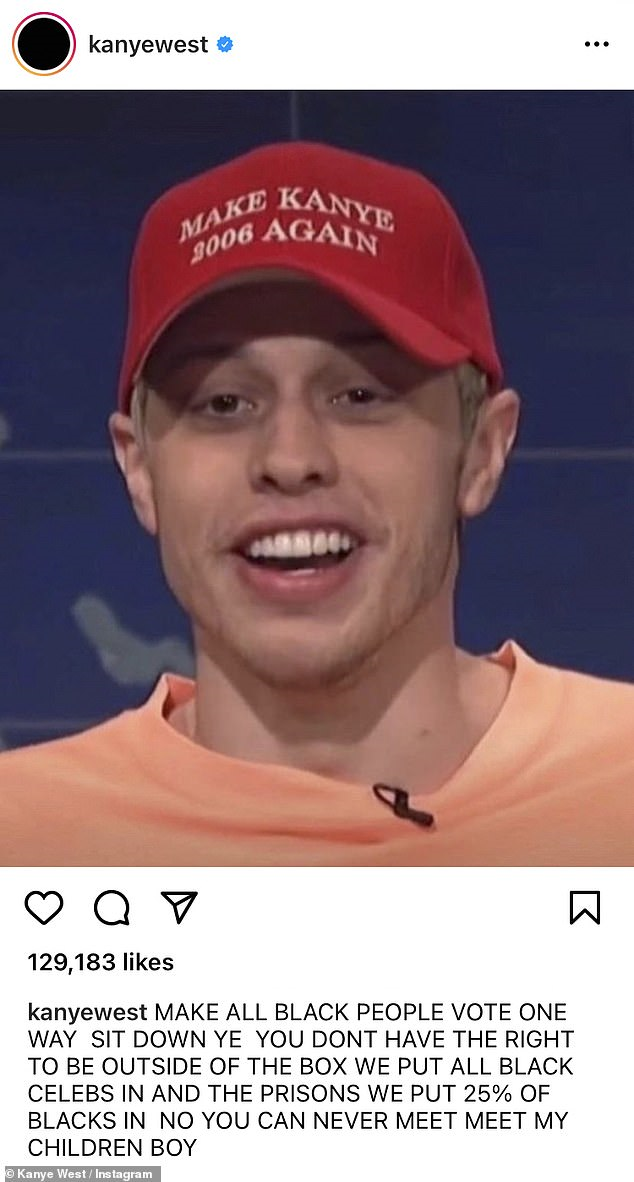 kanyewest
MAKE KANYE
2006 AGAIN
129,183 likes
kanyewest MAKE ALL BLACK PEOPLE VOTE ONE
WAY  SIT DOWN YE  YOU DONT HAVE THE RIGHT
TO BE OUTSIDE OF THE BOX WE PUT ALL BLACK
CELEBS IN AND THE PRISONS WE PUT 25% OF
BLACKS IN  NO YOU CAN NEVER MEET MEET MY
CHILDREN BOY
© Kanye West / Instagram